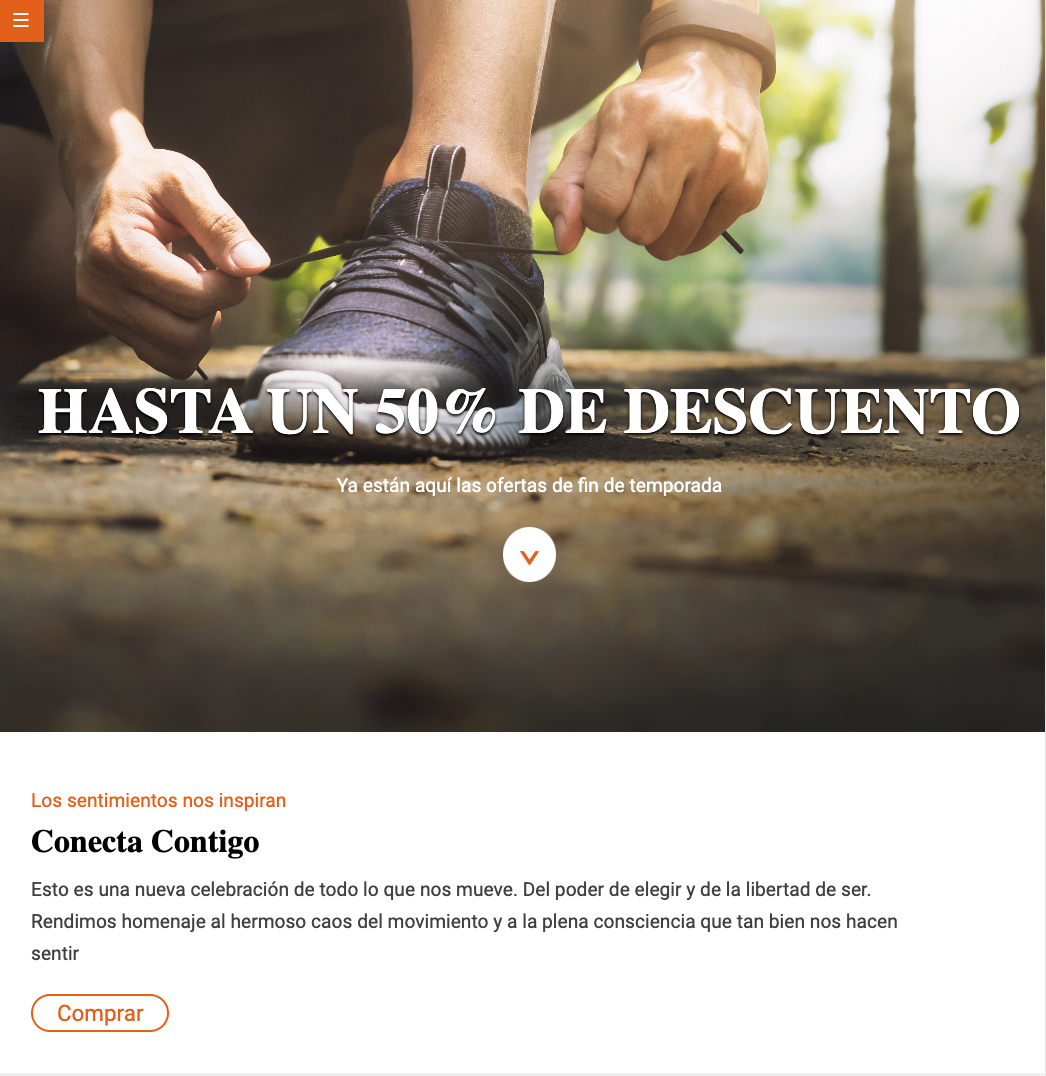 HASTA UN 50% DE DESCUENTO
Ya están aquí las ofertas de fin de temporada
Los sentimientos nos inspiran
Conecta Contigo
Esto es una nueva celebración de todo lo que nos mueve. Del poder de elegir y de la libertad de ser.
Rendimos homenaje al hermoso caos del movimiento y a la plena consciencia que tan bien nos hacen
sentir
Comprar